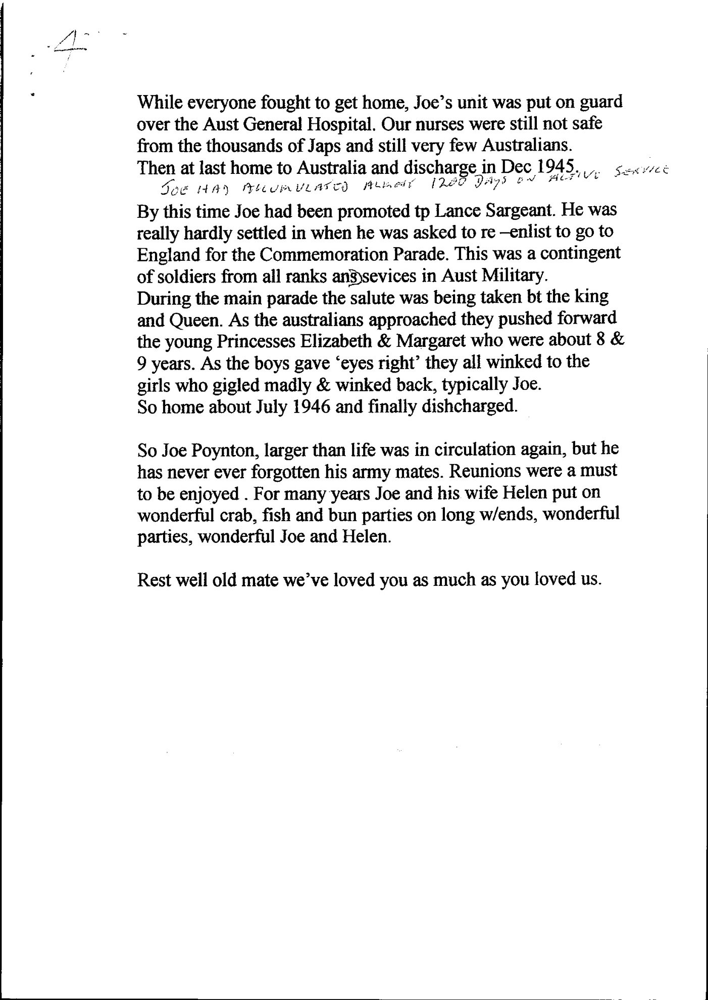 4
While everyone fought to get home, Joe's unit was put on guard
over the Aust General Hospital. Our nurses were still not safe
from the thousands of Japs and still very few Australians.
Then at last home to Australia and discharge in Dec 1945.
JOE HAD ACCUMULATED ALMOST 1200 DAYS ON ACTIVE SERVICE
By this time Joe had been promoted tp Lance Sargeant. He was
really hardly settled in when he was asked to re –enlist to go to
England for the Commemoration Parade. This was a contingent
of soldiers from all ranks and sevices in Aust Military.
During the main parade the salute was being taken bt the king
and Queen. As the australians approached they pushed forward
the young Princesses Elizabeth & Margaret who were about 8 &
9 years. As the boys gave ‘eyes right’ they all winked to the
girls who gigled madly & winked back, typically Joe.
So home about July 1946 and finally dishcharged.
So Joe Poynton, larger than life was in circulation again, but he
has never ever forgotten his army mates. Reunions were a must
to be enjoyed . For many years Joe and his wife Helen put on
wonderful crab, fish and bun parties on long w/ends, wonderful
parties, wonderful Joe and Helen.
Rest well old mate we've loved you as much as you loved us.